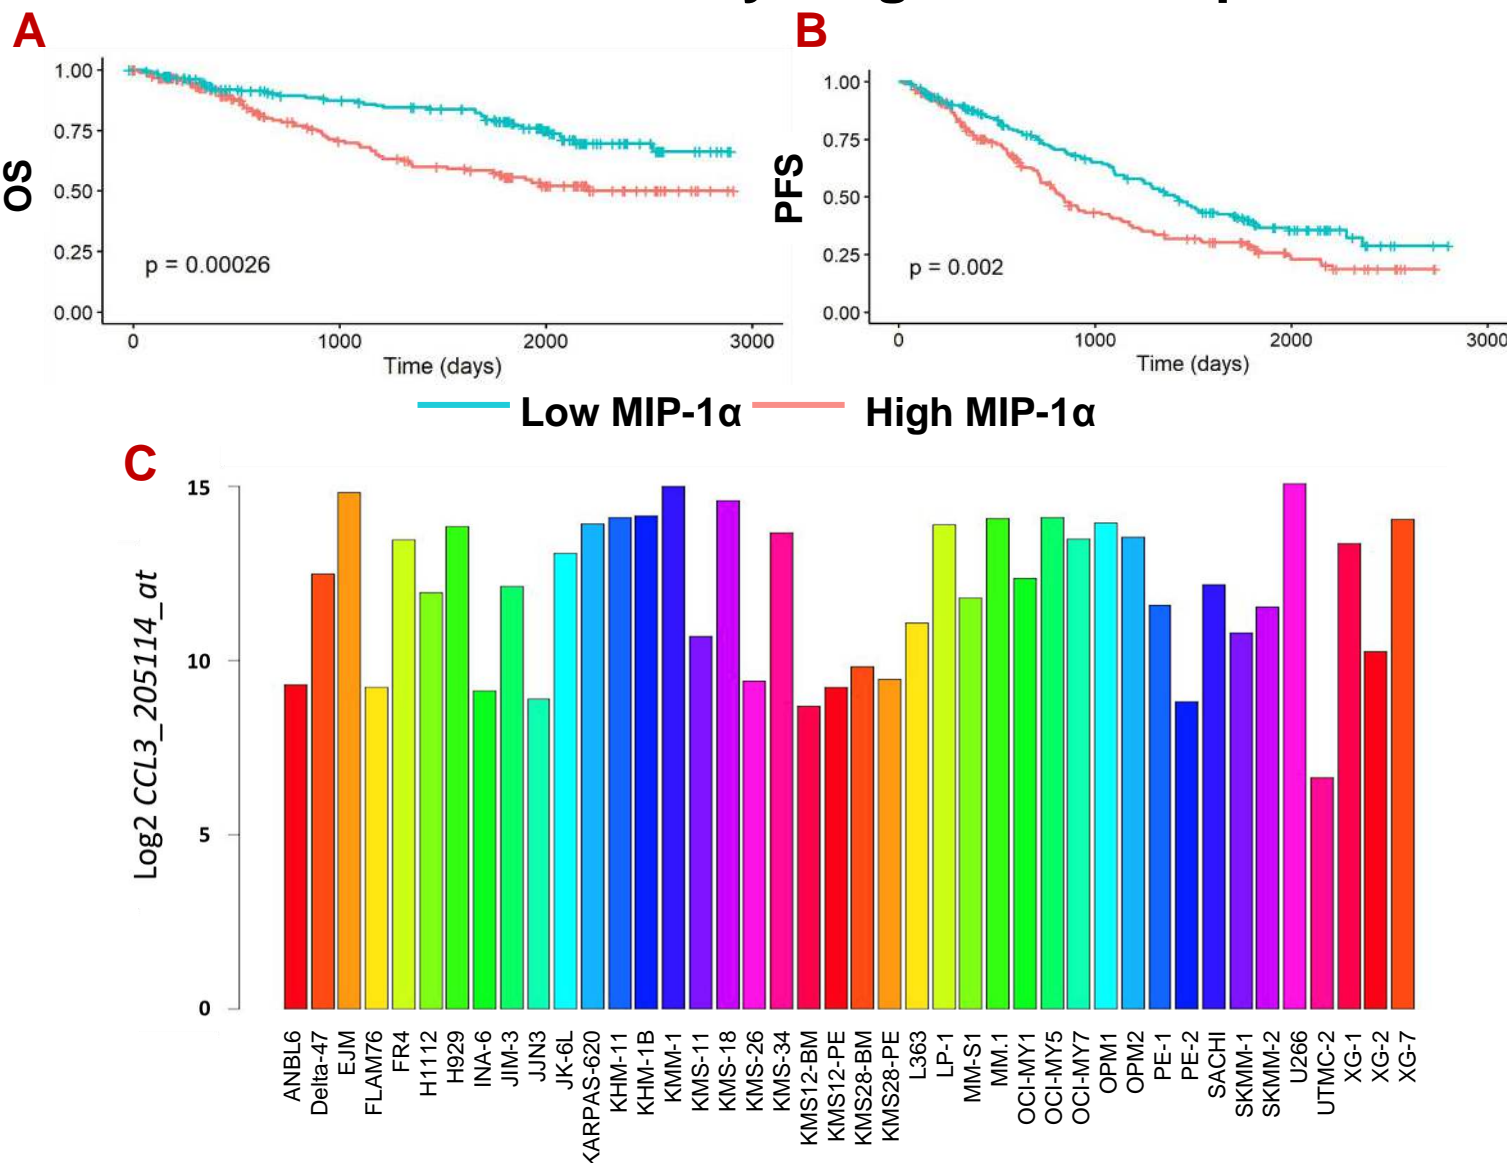 A
B
1.00
0.75
0.50
0.25
0.00
OS
p = 0.00026
0
1000
2000
3000
Time (days)
1.00
0.75
0.50
0.25
0.00
PFS
p = 0.002
0
1000
2000
3000
Time (days)
Low MIP-1α
High MIP-1α
C
15
10
5
0
Log2 CCL3_205114_at
ANBL6
Delta-47
EJM
FLAM76
FR4
H1112
H929
INA-6
JIM-3
JJN3
JK-6L
KARPAS-620
KHM-11
KHM-1B
KMM-1
KMS-11
KMS-18
KMS-26
KMS-34
KMS12-BM
KMS12-PE
KMS28-BM
KMS28-PE
L363
LP-1
MM-S1
MM.1
OCI-MY1
OCI-MY5
OCI-MY7
OPM1
OPM2
PE-1
PE-2
SACHI
SKMM-1
SKMM-2
U266
UTMC-2
XG-1
XG-2
XG-7